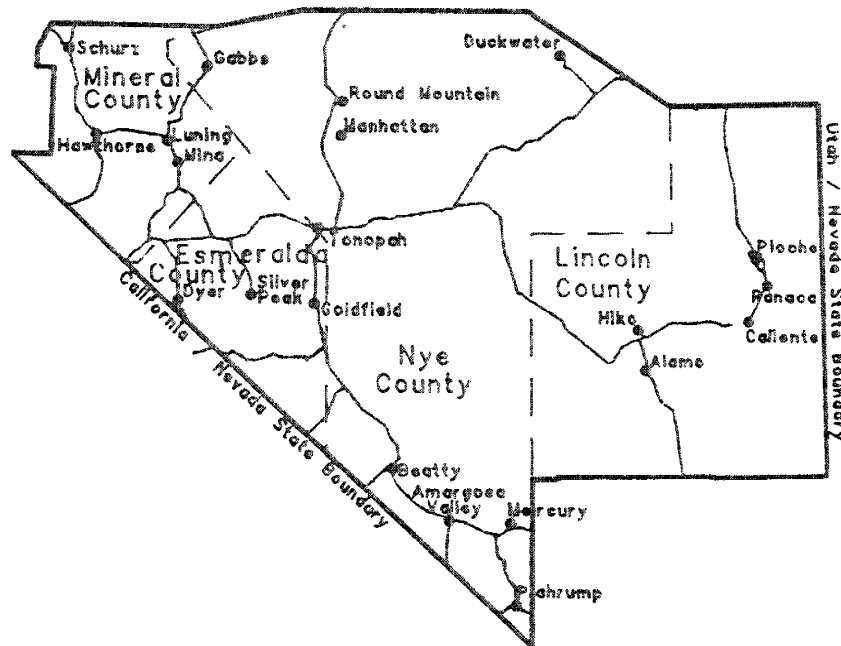 Schurz
Gabbs
Duckwater
Mineral
County
Round Mountain
Manhattan
Hawthorne
Luning
Mina
Utah / Nevada State Boundary
Tonopah
Esmeralda
County
Lincoln
County
Pioche
Panaca
Caliente
Dyer
Silver
Peak
Goldfield
Hiko
Alamo
Nye
County
California Nevada State Boundary
Beatty
Amargosa
Valley
Mercury
Pahrump